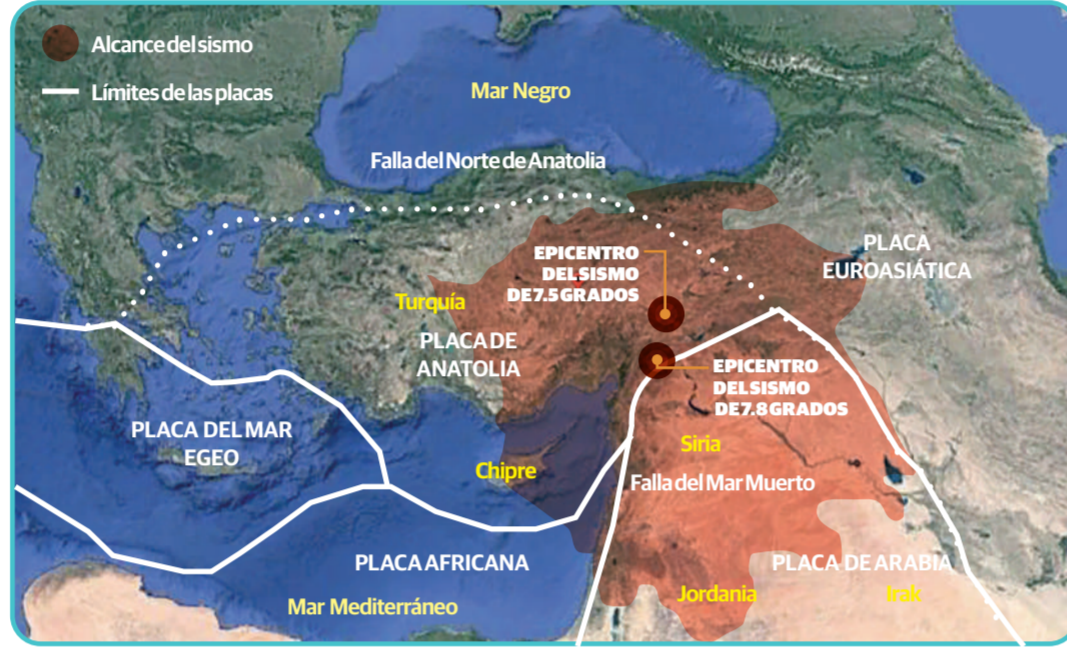 Alcance del sismo
Límites de las placas
Mar Negro
Falla del Norte de Anatolia
EPICENTRO
DEL SISMO
DE 7.5 GRADOS
PLACA
EUROASIÁTICA
Turquía
PLACA DE
ANATOLIA
EPICENTRO
DEL SISMO
DE 7.8 GRADOS
PLACA DEL MAR
EGEO
Chipre
Siria
Falla del Mar Muerto
PLACA AFRICANA
PLACA DE ARABIA
Mar Mediterráneo
Jordania
Irak